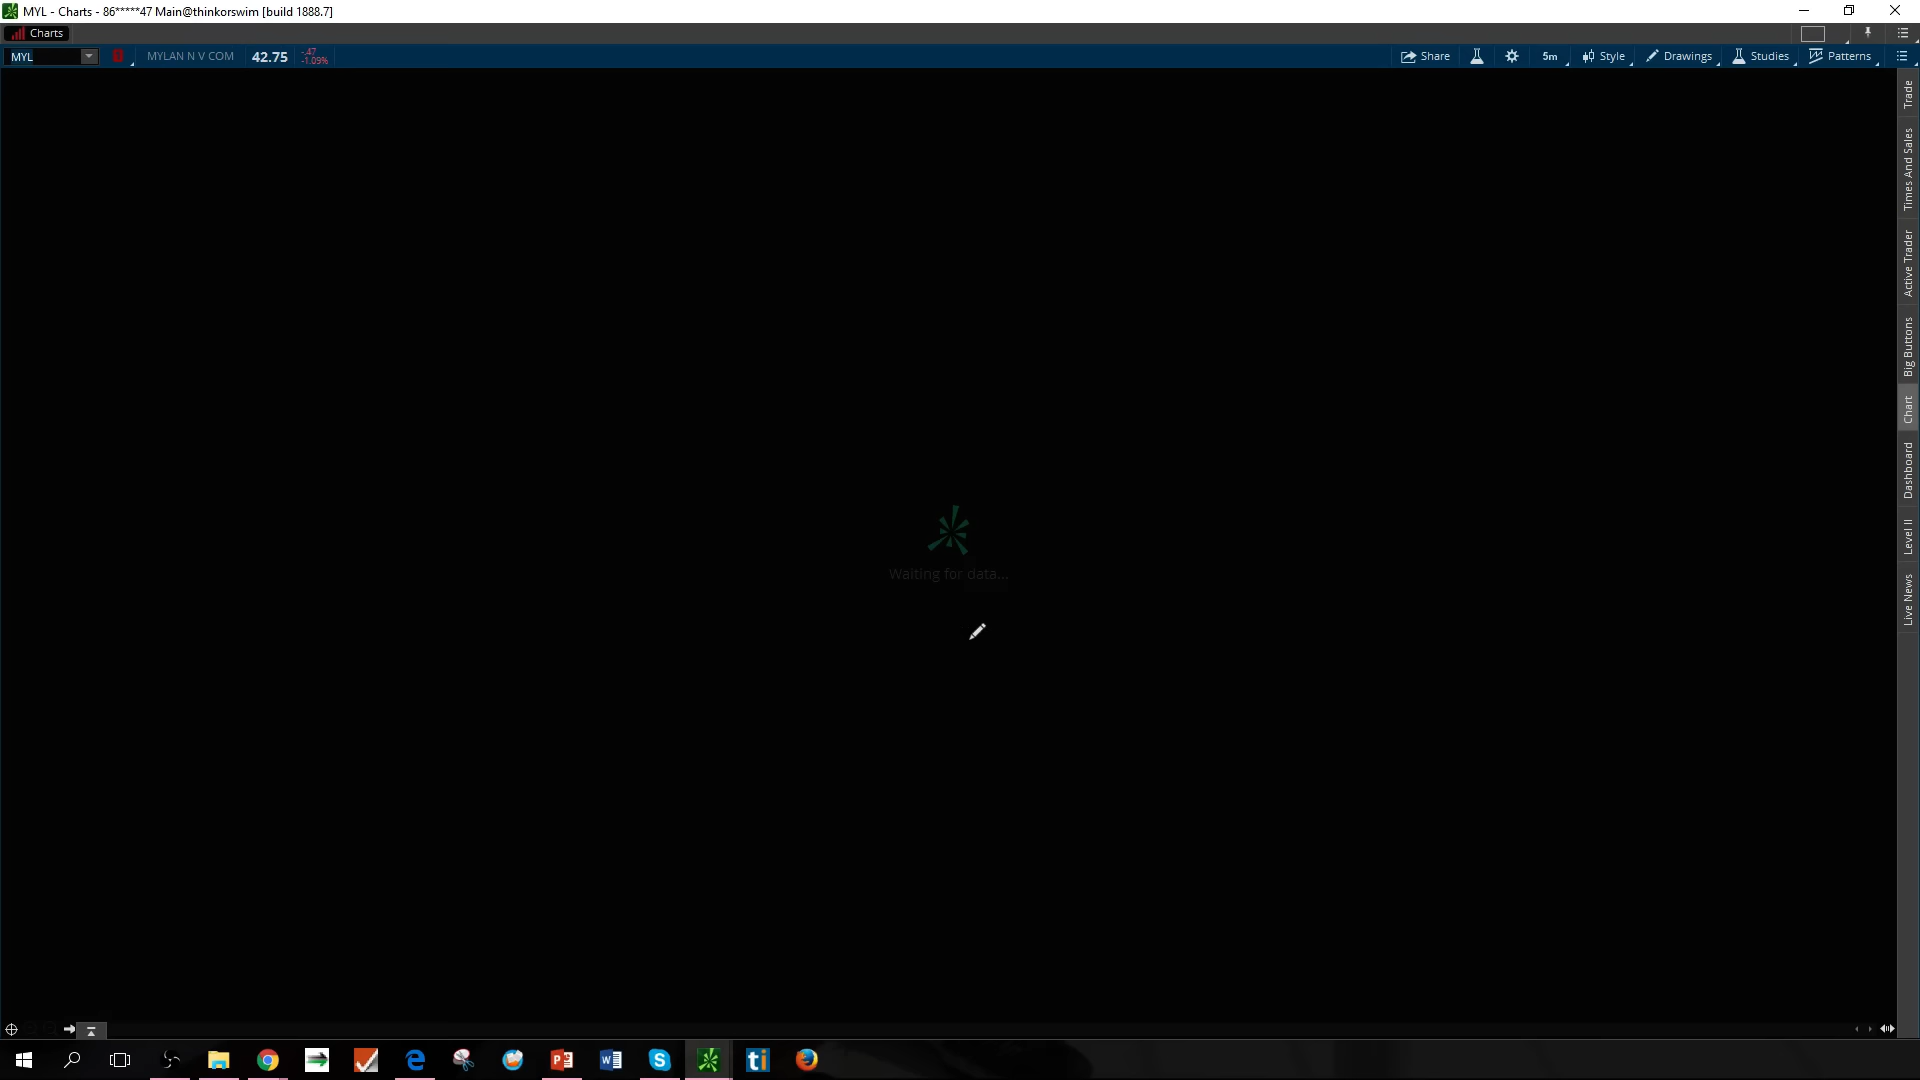 MYL - Charts - 86*****47 Main@thinkorswim [build 1888.7]
Charts
MYL
MYLAN N V COM
42.75
-.47
-1.09%
Share
5m
Style
Drawings
Studies
Patterns
Trade
Times And Sales
Active Trader
Big Buttons
Chart
Dashboard
Level II
Live News
Waiting for data...
ti